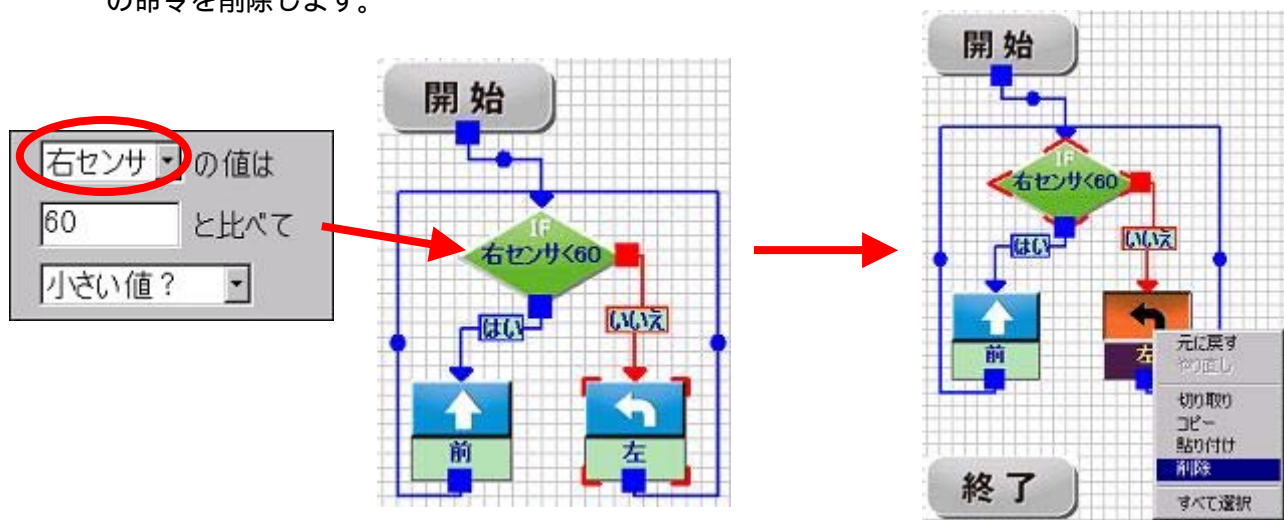 の命令を削除します。
右センサ の値は
60 と比べて
小さい値？
開始
IF
右センサ<60
はい
いいえ
前
左
開始
IF
右センサ<60
はい
いいえ
前
左
元に戻す
やり直し
切り取り
コピー
貼り付け
削除
すべて選択
終了